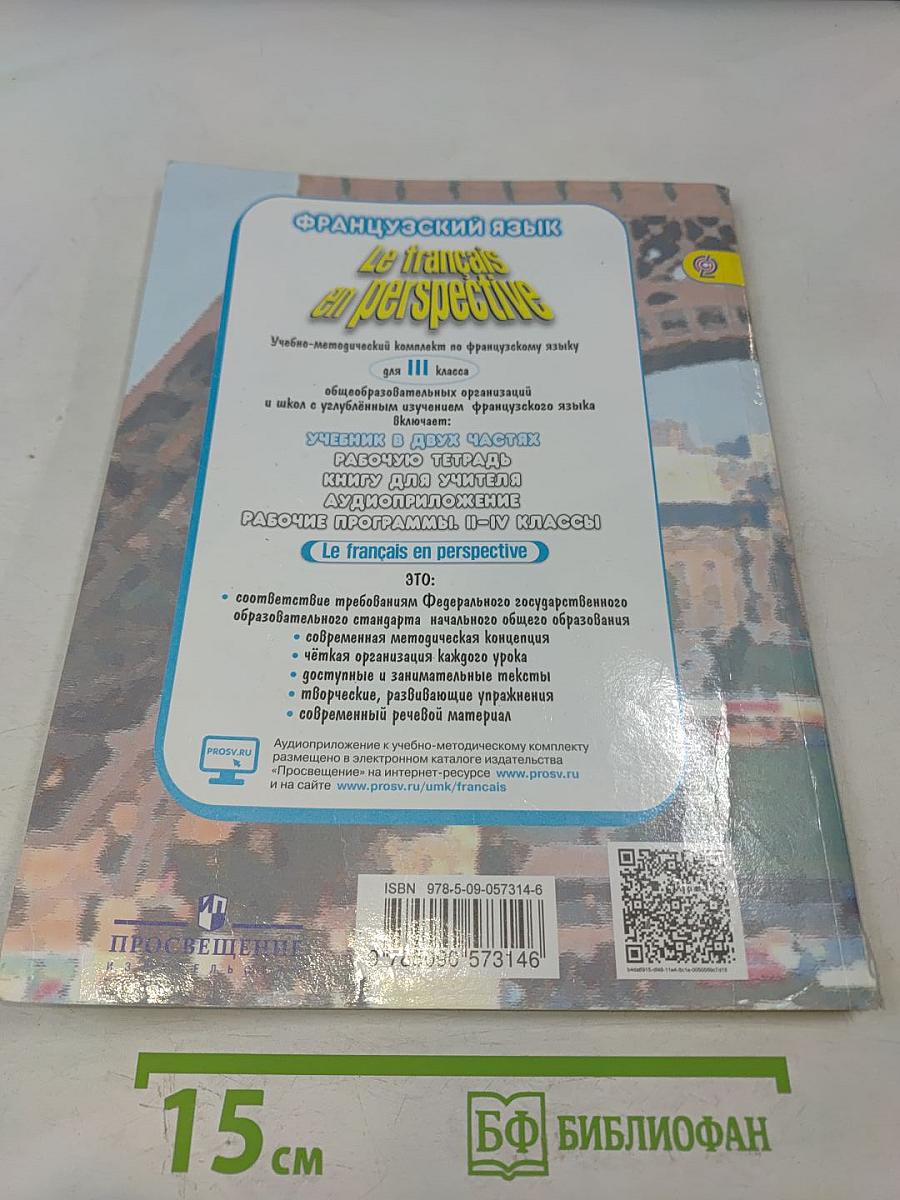 ФРАНЦУЗСКИЙ ЯЗЫК
Le français
en perspective
Учебно-методический комплект по французскому языку
для III класса
общеобразовательных организаций
и школ с углублённым изучением французского языка
включает:
УЧЕБНИК В ДВУХ ЧАСТЯХ
РАБОЧУЮ ТЕТРАДЬ
КНИГУ ДЛЯ УЧИТЕЛЯ
АУДИОПРИЛОЖЕНИЕ
РАБОЧИЕ ПРОГРАММЫ. II–IV КЛАССЫ
Le français en perspective
ЭТО:
• соответствие требованиям Федерального государственного
образовательного стандарта начального общего образования
• современная методическая концепция
• чёткая организация каждого урока
• доступные и занимательные тексты
• творческие, развивающие упражнения
• современный речевой материал
PROSV.RU
Аудиоприложение к учебно-методическому комплекту
размещено в электронном каталоге издательства
«Просвещение» на интернет-ресурсе www.prosv.ru
и на сайте www.prosv.ru/umk/francais
ISBN 978-5-09-057314-6
9 785090 573146
ПРОСВЕЩЕНИЕ
15 см
БФ БИБЛИОФАН